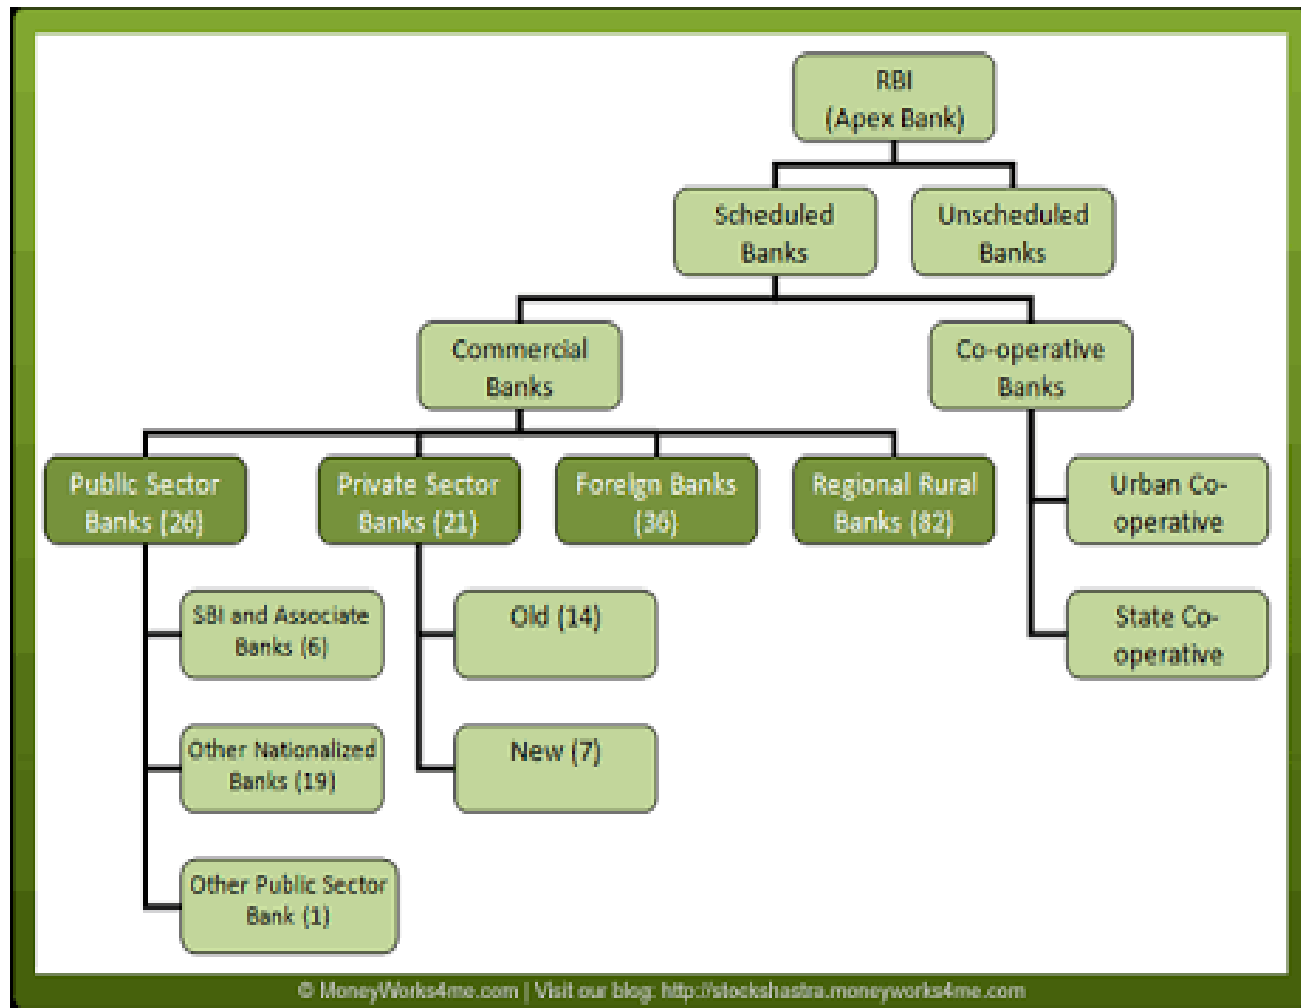 RBI
(Apex Bank)
Scheduled
Banks
Unscheduled
Banks
Commercial
Banks
Co-operative
Banks
Public Sector
Banks (26)
Private Sector
Banks (21)
Foreign Banks
(36)
Regional Rural
Banks (82)
Urban Co-
operative
SBI and Associate
Banks (6)
Old (14)
State Co-
operative
Other Nationalized
Banks (19)
New (7)
Other Public Sector
Bank (1)
© MoneyWorks4me.com | Visit our blog: http://stockshastra.moneyworks4me.com